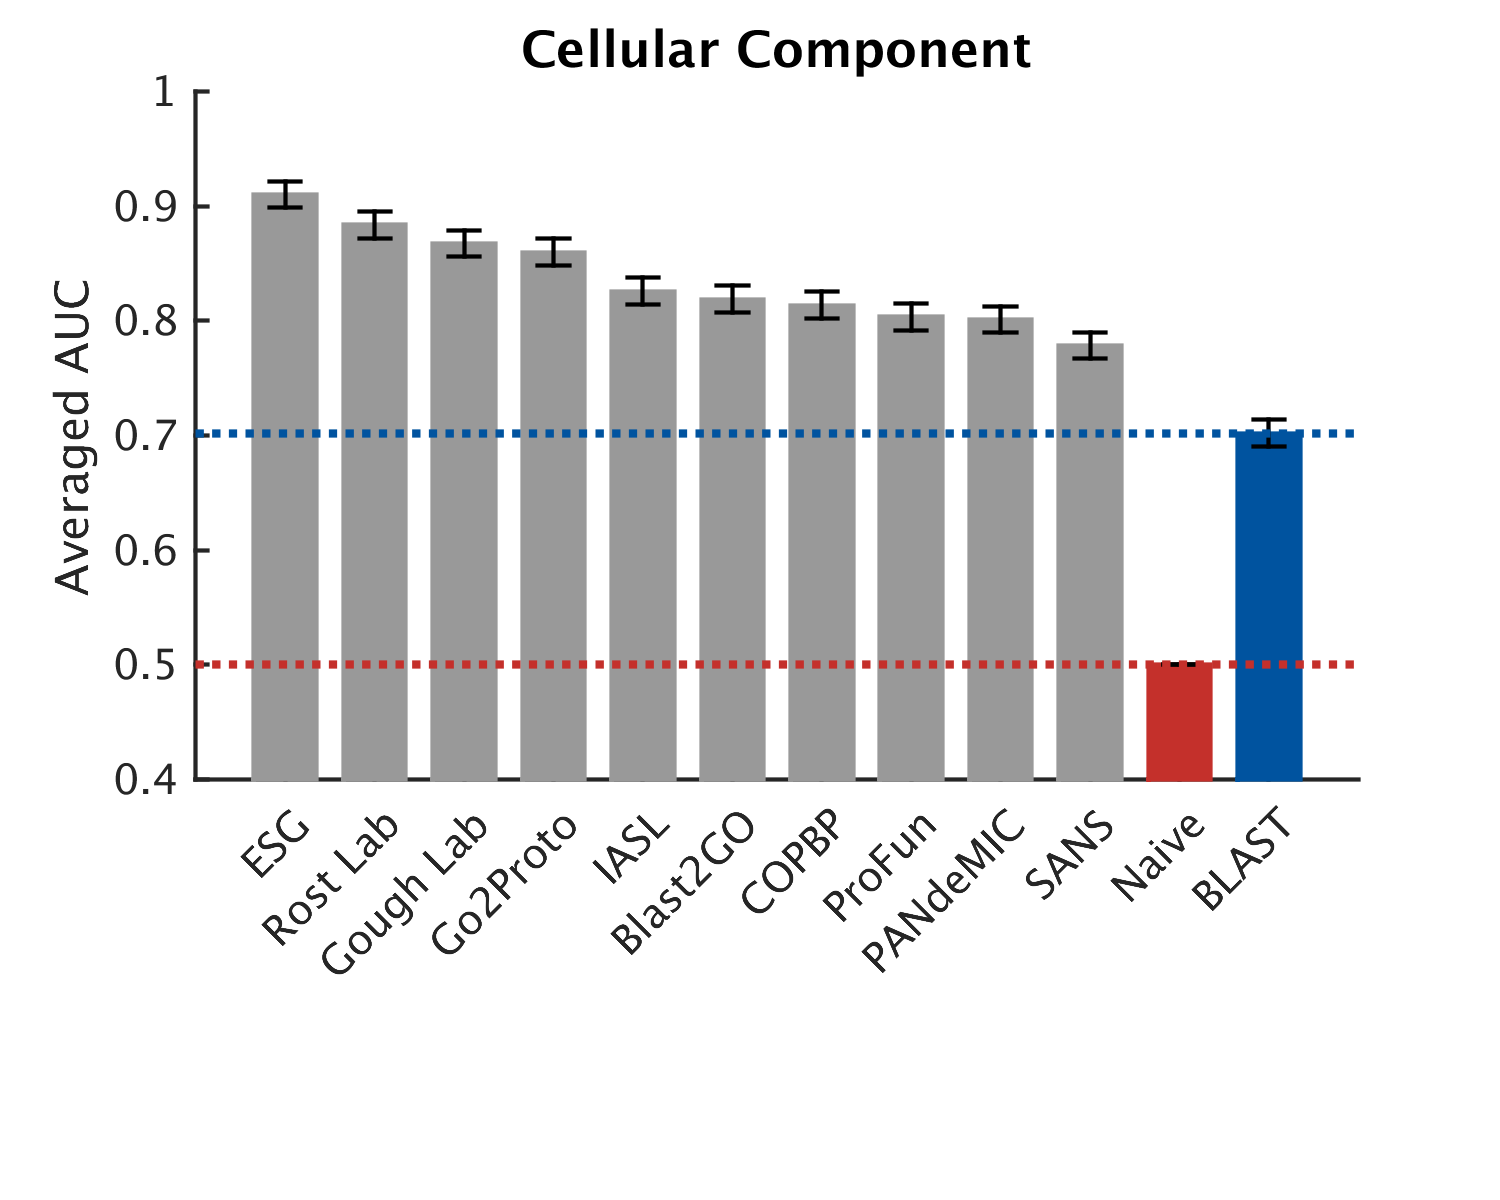 Cellular Component
Averaged AUC
1
0.9
0.8
0.7
0.6
0.5
0.4
ESG
Rost Lab
Gough Lab
Go2Proto
IASL
Blast2GO
COPBP
ProFun
PANdeMIC
SANS
Naive
BLAST